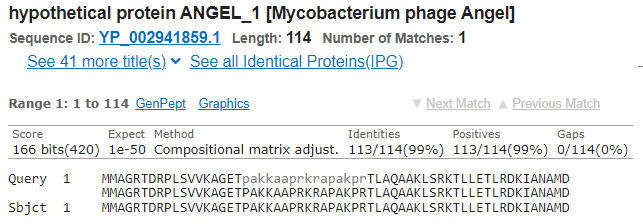 hypothetical protein ANGEL_1 [Mycobacterium phage Angel]
Sequence ID: YP_002941859.1 Length: 114 Number of Matches: 1
See 41 more title(s) See all Identical Proteins(IPG)
Range 1: 1 to 114 GenPept Graphics Next Match Previous Match
Score Expect Method Identities Positives Gaps
166 bits(420) 1e-50 Compositional matrix adjust. 113/114(99%) 113/114(99%) 0/114(0%)
Query 1 MMAGRTDRPLSVVKAGETpakkaaprkrapakprTLAQAAKLSRKTLLETLRDKIANAMD
MMAGRTDRPLSVVKAGETPAKKAAPRKRAPAKPRTLAQAAKLSRKTLLETLRDKIANAMD
Sbjct 1 MMAGRTDRPLSVVKAGETPAKKAAPRKRAPAKPRTLAQAAKLSRKTLLETLRDKIANAMD